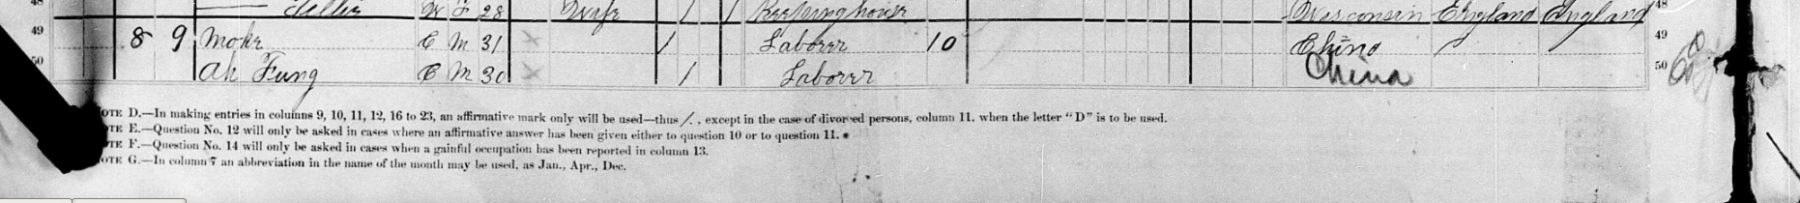 Nellie W F 28 Wife 1 Keeping house Wisconsin England England 48
49 8 9 Mohr C M 31 / Laborer 10 China 49
50 Ah Fung C M 30 / Laborer China 50
OTE D.—In making entries in columns 9, 10, 11, 12, 16 to 23, an affirmative mark only will be used—thus /, except in the case of divorced persons, column 11, when the letter "D" is to be used.
OTE E.—Question No. 12 will only be asked in cases where an affirmative answer has been given either to question 10 or to question 11.
OTE F.—Question No. 14 will only be asked in cases when a gainful occupation has been reported in column 13.
OTE G.—In column 7 an abbreviation in the name of the month may be used, as Jan., Apr., Dec.